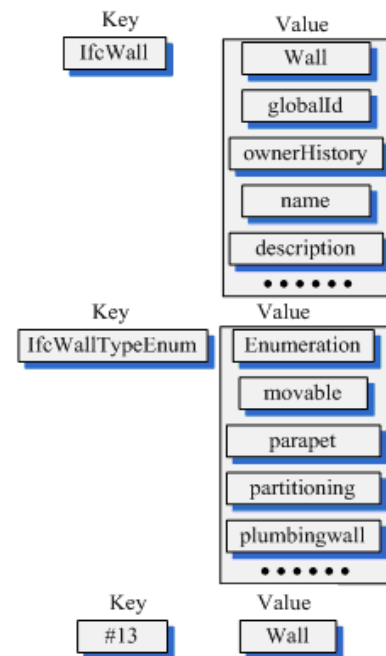 Key Value
IfcWall Wall
globalId
ownerHistory
name
description
••••••
Key Value
IfcWallTypeEnum Enumeration
movable
parapet
partitioning
plumbingwall
••••••
Key Value
#13 Wall